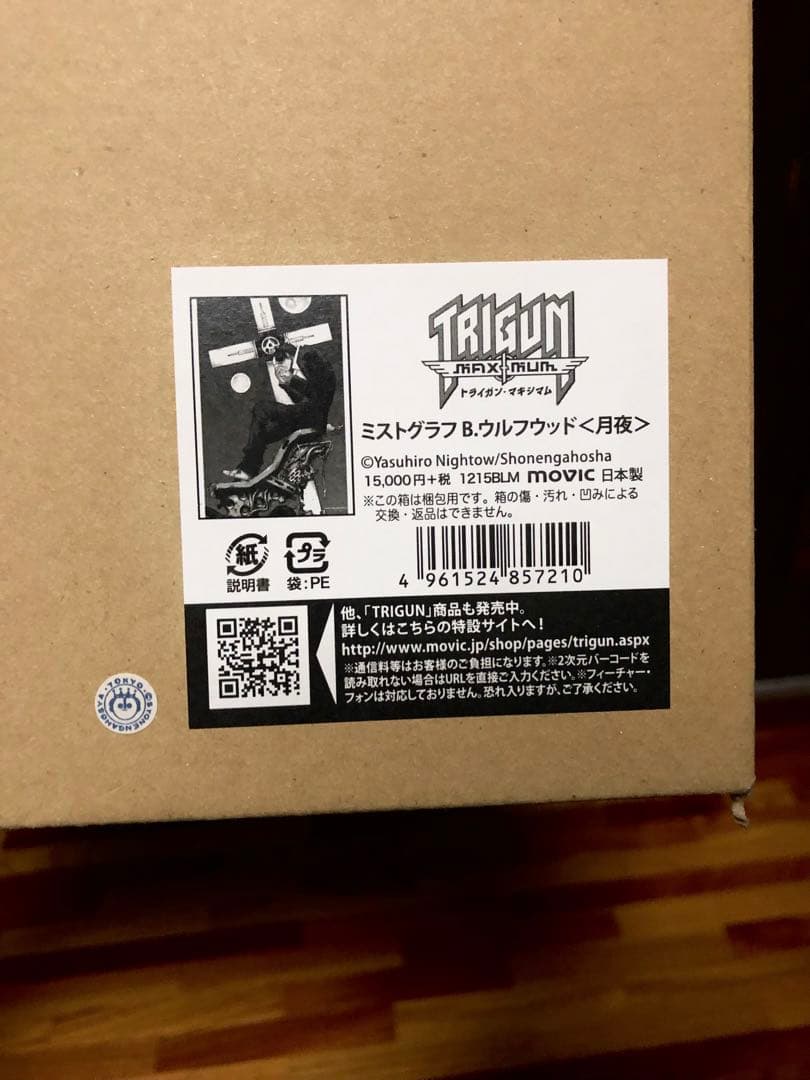 TRIGUN
MAXIMUM
トライガン・マキシマム
ミストグラフ B.ウルフウッド<月夜>
©Yasuhiro Nightow/Shonengahosha
15,000円+税 1215BLM movic 日本製
※この箱は梱包用です。箱の傷・汚れ・凹みによる
交換・返品はできません。
紙
説明書
プラ
袋:PE
4 961524 857210
他、「TRIGUN」商品も発売中。
詳しくはこちらの特設サイトへ!
http://www.movic.jp/shop/pages/trigun.aspx
※通信料等はお客様のご負担になります。※2次元バーコードを
読み取れない場合はURLを直接ご入力ください。※フィーチャー・
フォンは対応しておりません。恐れ入りますが、ご了承ください。
TOKYO
©SYONENGAHOSYA